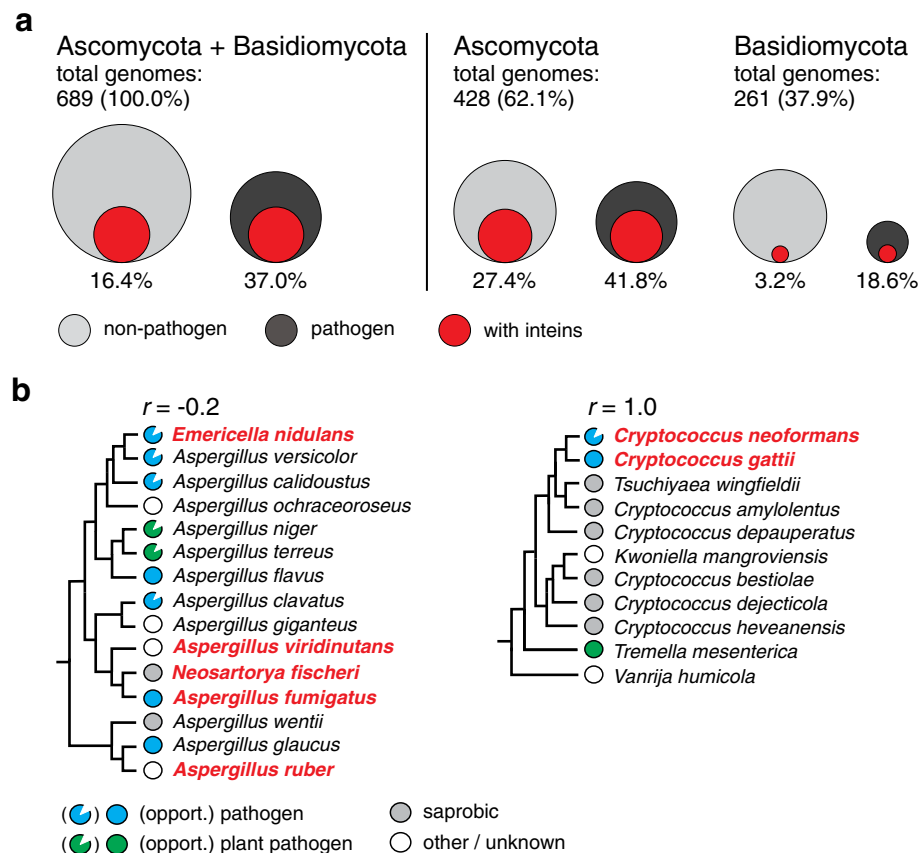 a
Ascomycota + Basidiomycota
total genomes:
689 (100.0%)
16.4%
37.0%
Ascomycota
total genomes:
428 (62.1%)
27.4%
41.8%
Basidiomycota
total genomes:
261 (37.9%)
3.2%
18.6%
non-pathogen
pathogen
with inteins
b
r = -0.2
Emericella nidulans
Aspergillus versicolor
Aspergillus calidoustus
Aspergillus ochraceoroseus
Aspergillus niger
Aspergillus terreus
Aspergillus flavus
Aspergillus clavatus
Aspergillus giganteus
Aspergillus viridinutans
Neosartorya fischeri
Aspergillus fumigatus
Aspergillus wentii
Aspergillus glaucus
Aspergillus ruber
r = 1.0
Cryptococcus neoformans
Cryptococcus gattii
Tsuchiyaea wingfieldii
Cryptococcus amylolentus
Cryptococcus depauperatus
Kwoniella mangroviensis
Cryptococcus bestiolae
Cryptococcus dejecticola
Cryptococcus heveanensis
Tremella mesenterica
Vanrija humicola
( ) (opport.) pathogen
( ) (opport.) plant pathogen
saprobic
other / unknown